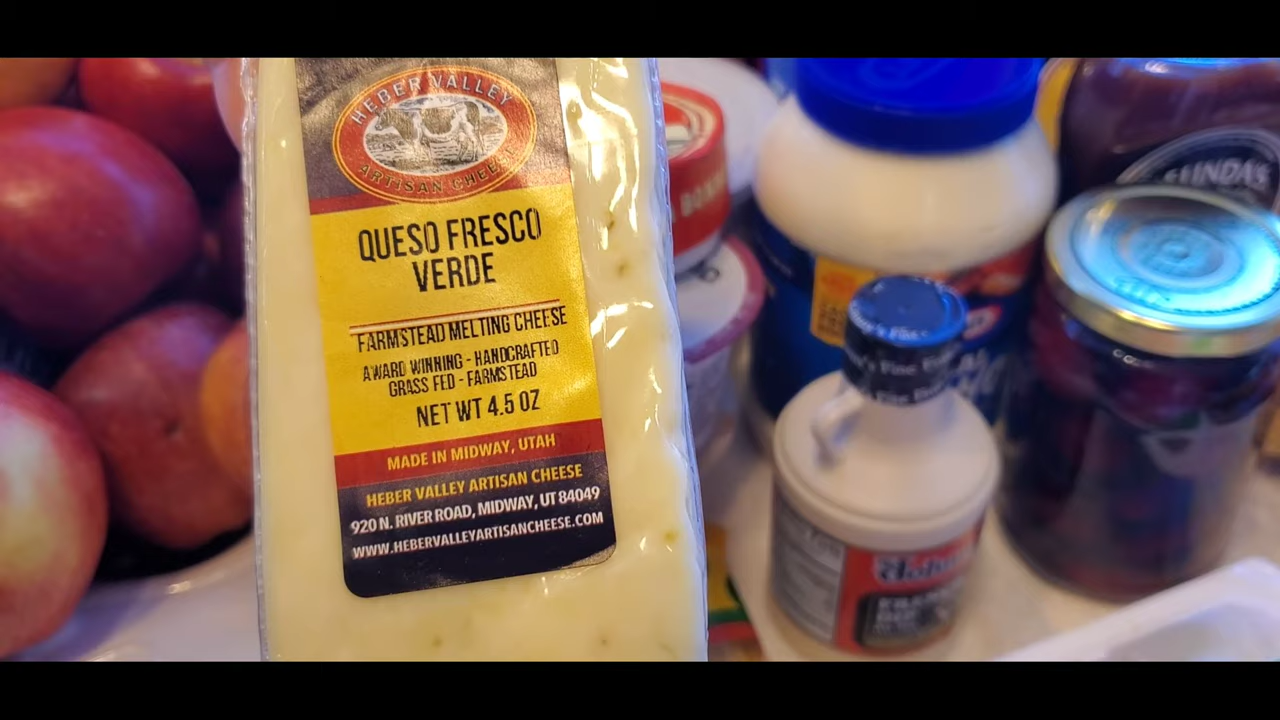 HEBER VALLEY
ARTISAN CHEESE
QUESO FRESCO
VERDE
FARMSTEAD MELTING CHEESE
AWARD WINNING - HANDCRAFTED
GRASS FED - FARMSTEAD
NET WT 4.5 OZ
MADE IN MIDWAY, UTAH
HEBER VALLEY ARTISAN CHEESE
920 N. RIVER ROAD, MIDWAY, UT 84049
WWW.HEBERVALLEYARTISANCHEESE.COM